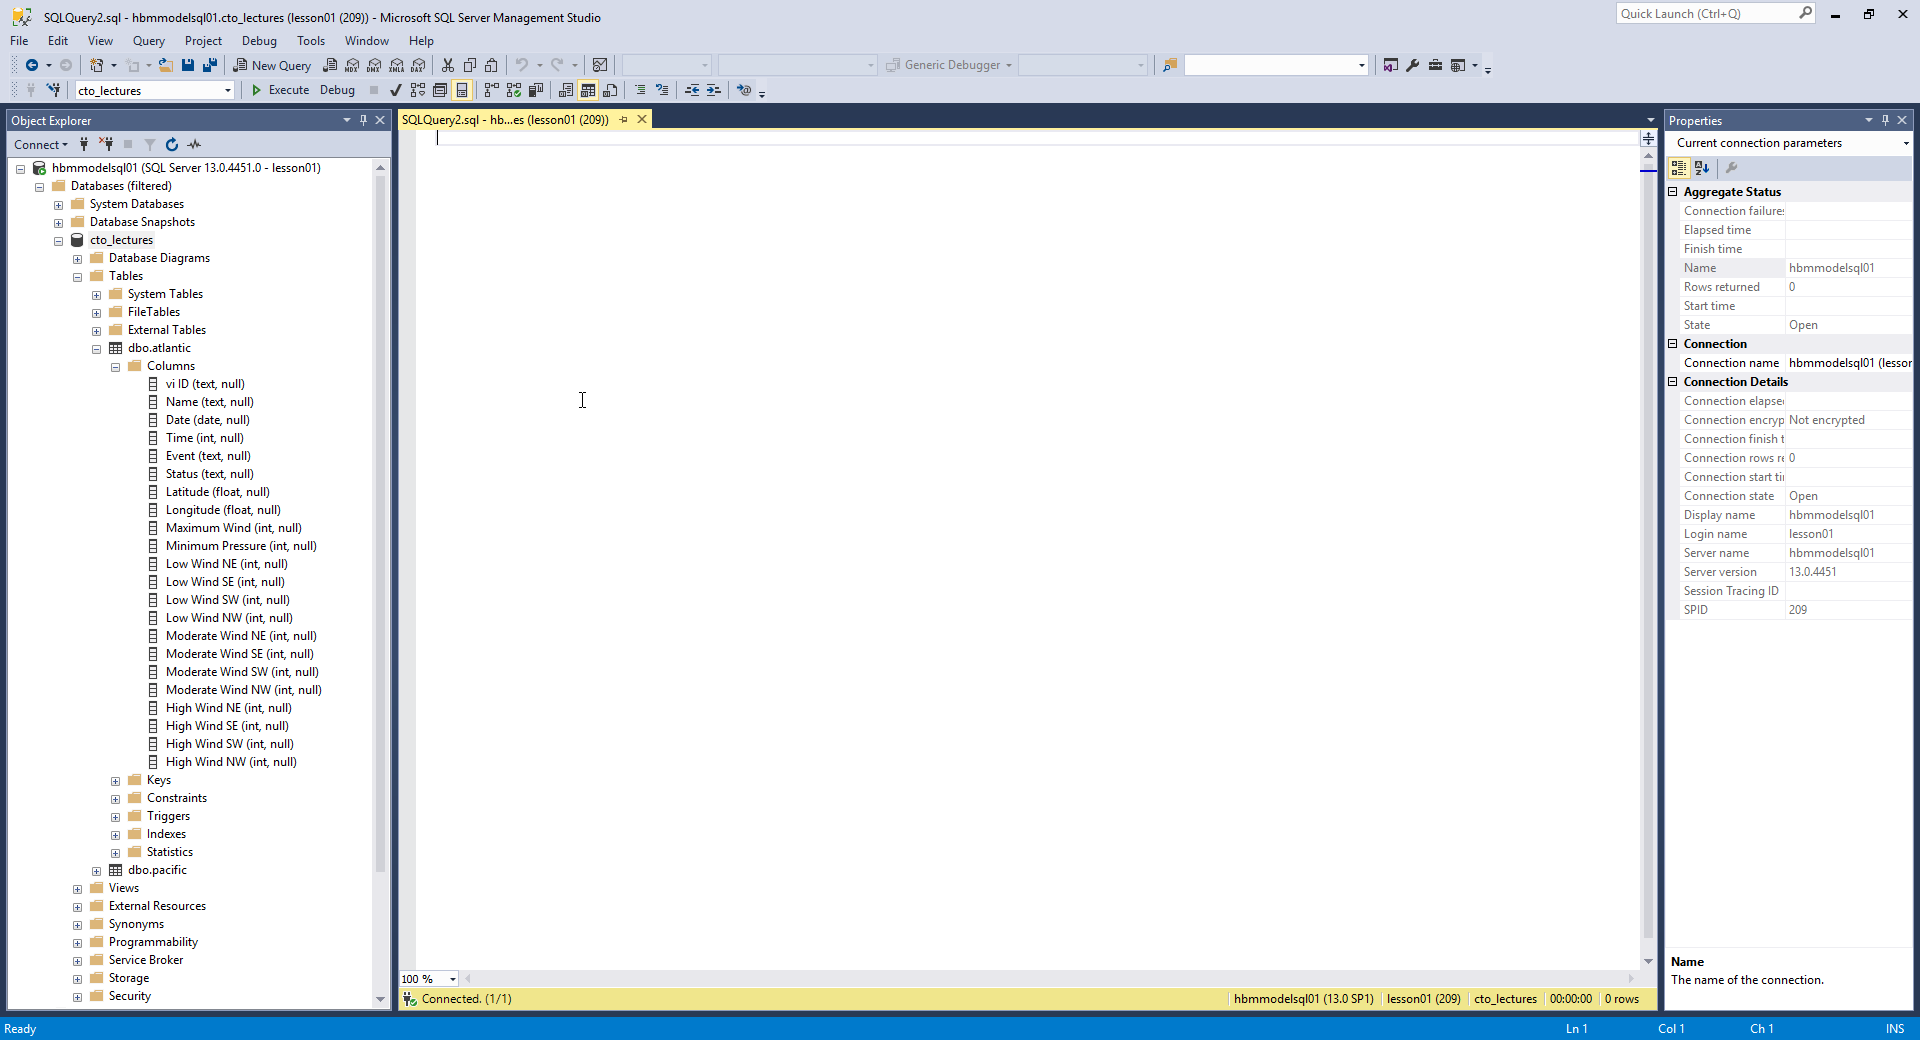 SQLQuery2.sql - hbmmodelsql01.cto_lectures (lesson01 (209)) - Microsoft SQL Server Management Studio
Quick Launch (Ctrl+Q)
File Edit View Query Project Debug Tools Window Help
New Query
MDX DMX XMLA DAX
Generic Debugger
cto_lectures
Execute Debug
Object Explorer
Connect
hbmmodelsql01 (SQL Server 13.0.4451.0 - lesson01)
Databases (filtered)
System Databases
Database Snapshots
cto_lectures
Database Diagrams
Tables
System Tables
FileTables
External Tables
dbo.atlantic
Columns
vi ID (text, null)
Name (text, null)
Date (date, null)
Time (int, null)
Event (text, null)
Status (text, null)
Latitude (float, null)
Longitude (float, null)
Maximum Wind (int, null)
Minimum Pressure (int, null)
Low Wind NE (int, null)
Low Wind SE (int, null)
Low Wind SW (int, null)
Low Wind NW (int, null)
Moderate Wind NE (int, null)
Moderate Wind SE (int, null)
Moderate Wind SW (int, null)
Moderate Wind NW (int, null)
High Wind NE (int, null)
High Wind SE (int, null)
High Wind SW (int, null)
High Wind NW (int, null)
Keys
Constraints
Triggers
Indexes
Statistics
dbo.pacific
Views
External Resources
Synonyms
Programmability
Service Broker
Storage
Security
SQLQuery2.sql - hb...es (lesson01 (209))
100 %
Connected. (1/1)
hbmmodelsql01 (13.0 SP1) lesson01 (209) cto_lectures 00:00:00 0 rows
Properties
Current connection parameters
Aggregate Status
Connection failures
Elapsed time
Finish time
Name hbmmodelsql01
Rows returned 0
Start time
State Open
Connection
Connection name hbmmodelsql01 (lesson
Connection Details
Connection elapsed
Connection encryp Not encrypted
Connection finish t
Connection rows re 0
Connection start ti
Connection state Open
Display name hbmmodelsql01
Login name lesson01
Server name hbmmodelsql01
Server version 13.0.4451
Session Tracing ID
SPID 209
Name
The name of the connection.
Ready
Ln 1 Col 1 Ch 1 INS